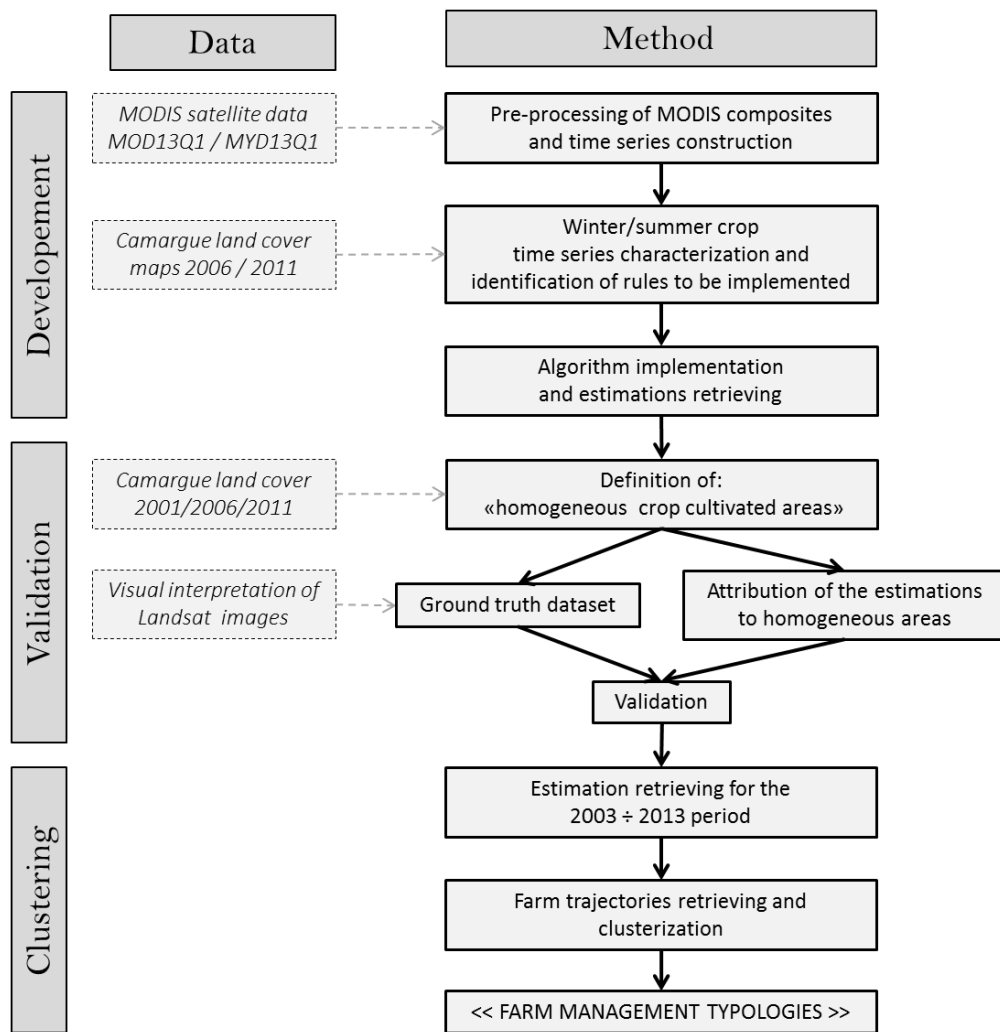 Data
Method
Developement
MODIS satellite data
MOD13Q1 / MYD13Q1
Pre-processing of MODIS composites
and time series construction
Camargue land cover
maps 2006 / 2011
Winter/summer crop
time series characterization and
identification of rules to be implemented
Algorithm implementation
and estimations retrieving
Validation
Camargue land cover
2001/2006/2011
Definition of:
«homogeneous crop cultivated areas»
Visual interpretation of
Landsat images
Ground truth dataset
Attribution of the estimations
to homogeneous areas
Validation
Clustering
Estimation retrieving for the
2003 ÷ 2013 period
Farm trajectories retrieving and
clusterization
<< FARM MANAGEMENT TYPOLOGIES >>